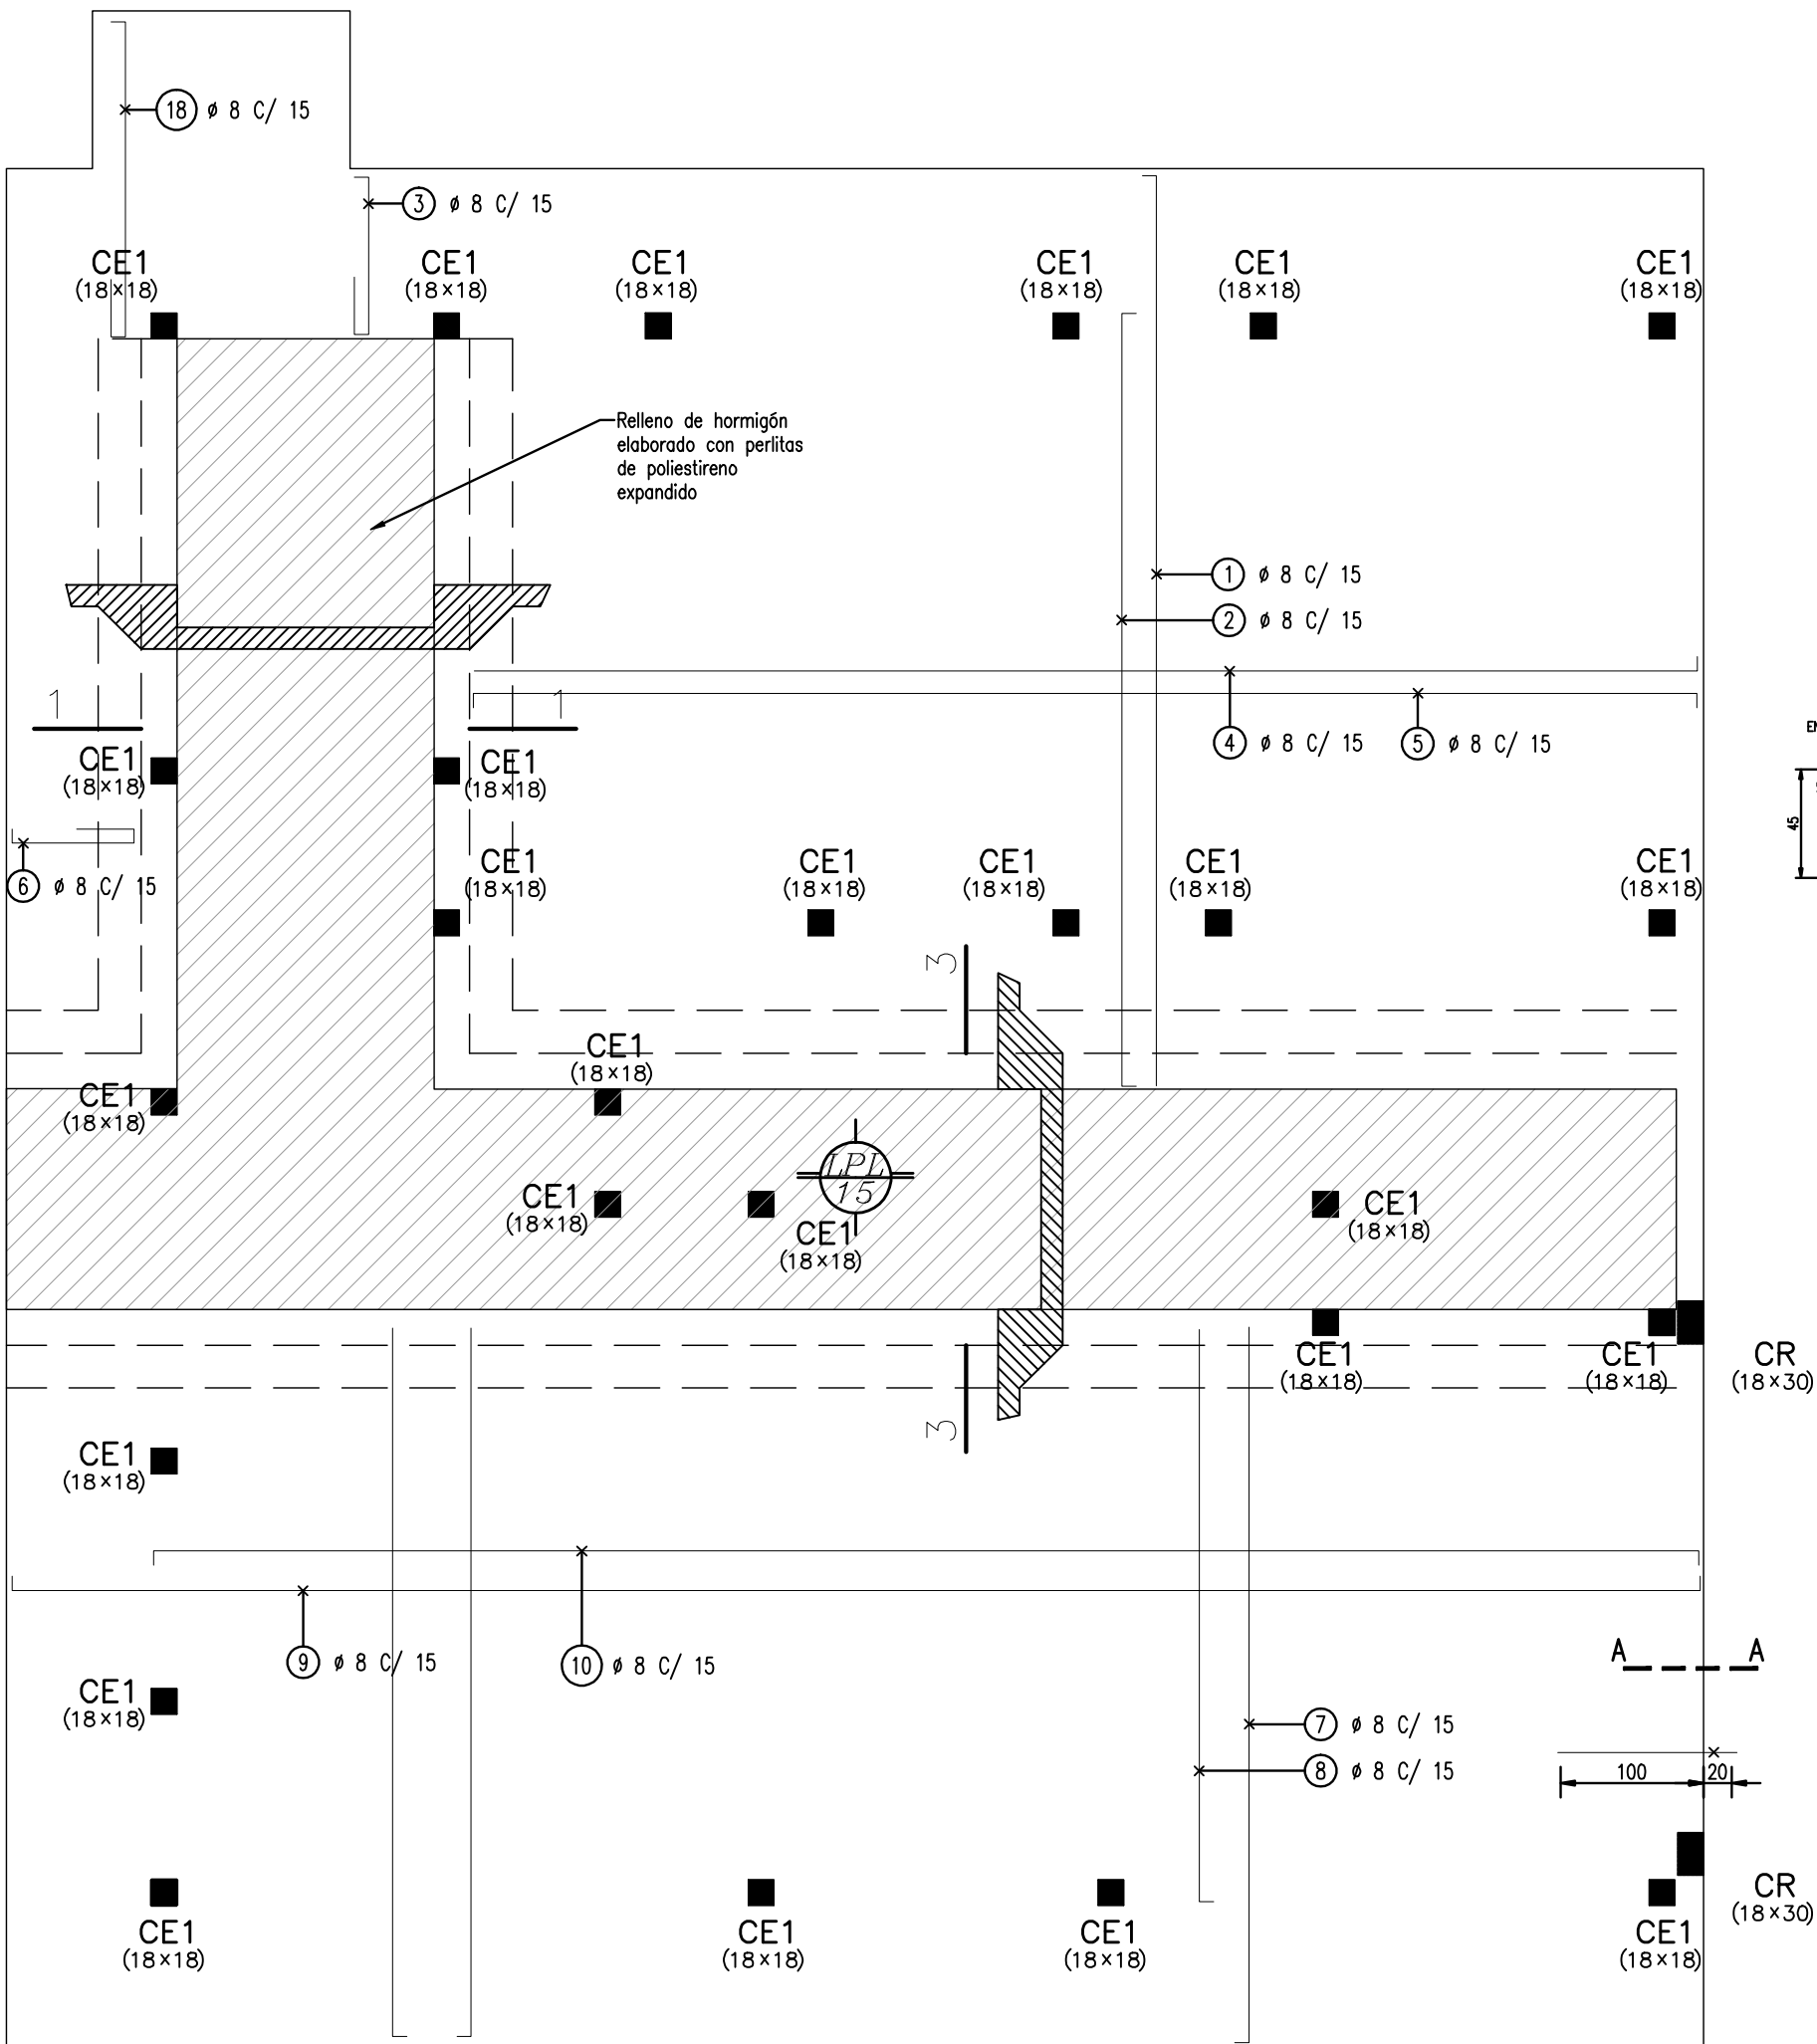 18 ø 8 C/ 15
3 ø 8 C/ 15
CE1
(18×18)
CE1
(18×18)
CE1
(18×18)
CE1
(18×18)
CE1
(18×18)
CE1
(18×18)
Relleno de hormigón
elaborado con perlitas
de poliestireno
expandido
1 ø 8 C/ 15
2 ø 8 C/ 15
1
1
4 ø 8 C/ 15
5 ø 8 C/ 15
45
CE1
(18×18)
CE1
(18×18)
6 ø 8 C/ 15
CE1
(18×18)
CE1
(18×18)
CE1
(18×18)
CE1
(18×18)
CE1
(18×18)
3
CE1
(18×18)
CE1
(18×18)
LPL
15
CE1
(18×18)
CE1
(18×18)
CE1
(18×18)
CE1
(18×18)
CE1
(18×18)
CR
(18×30)
3
CE1
(18×18)
9 ø 8 C/ 15
10 ø 8 C/ 15
A A
CE1
(18×18)
7 ø 8 C/ 15
8 ø 8 C/ 15
100
20
CE1
(18×18)
CE1
(18×18)
CE1
(18×18)
CE1
(18×18)
CR
(18×30)